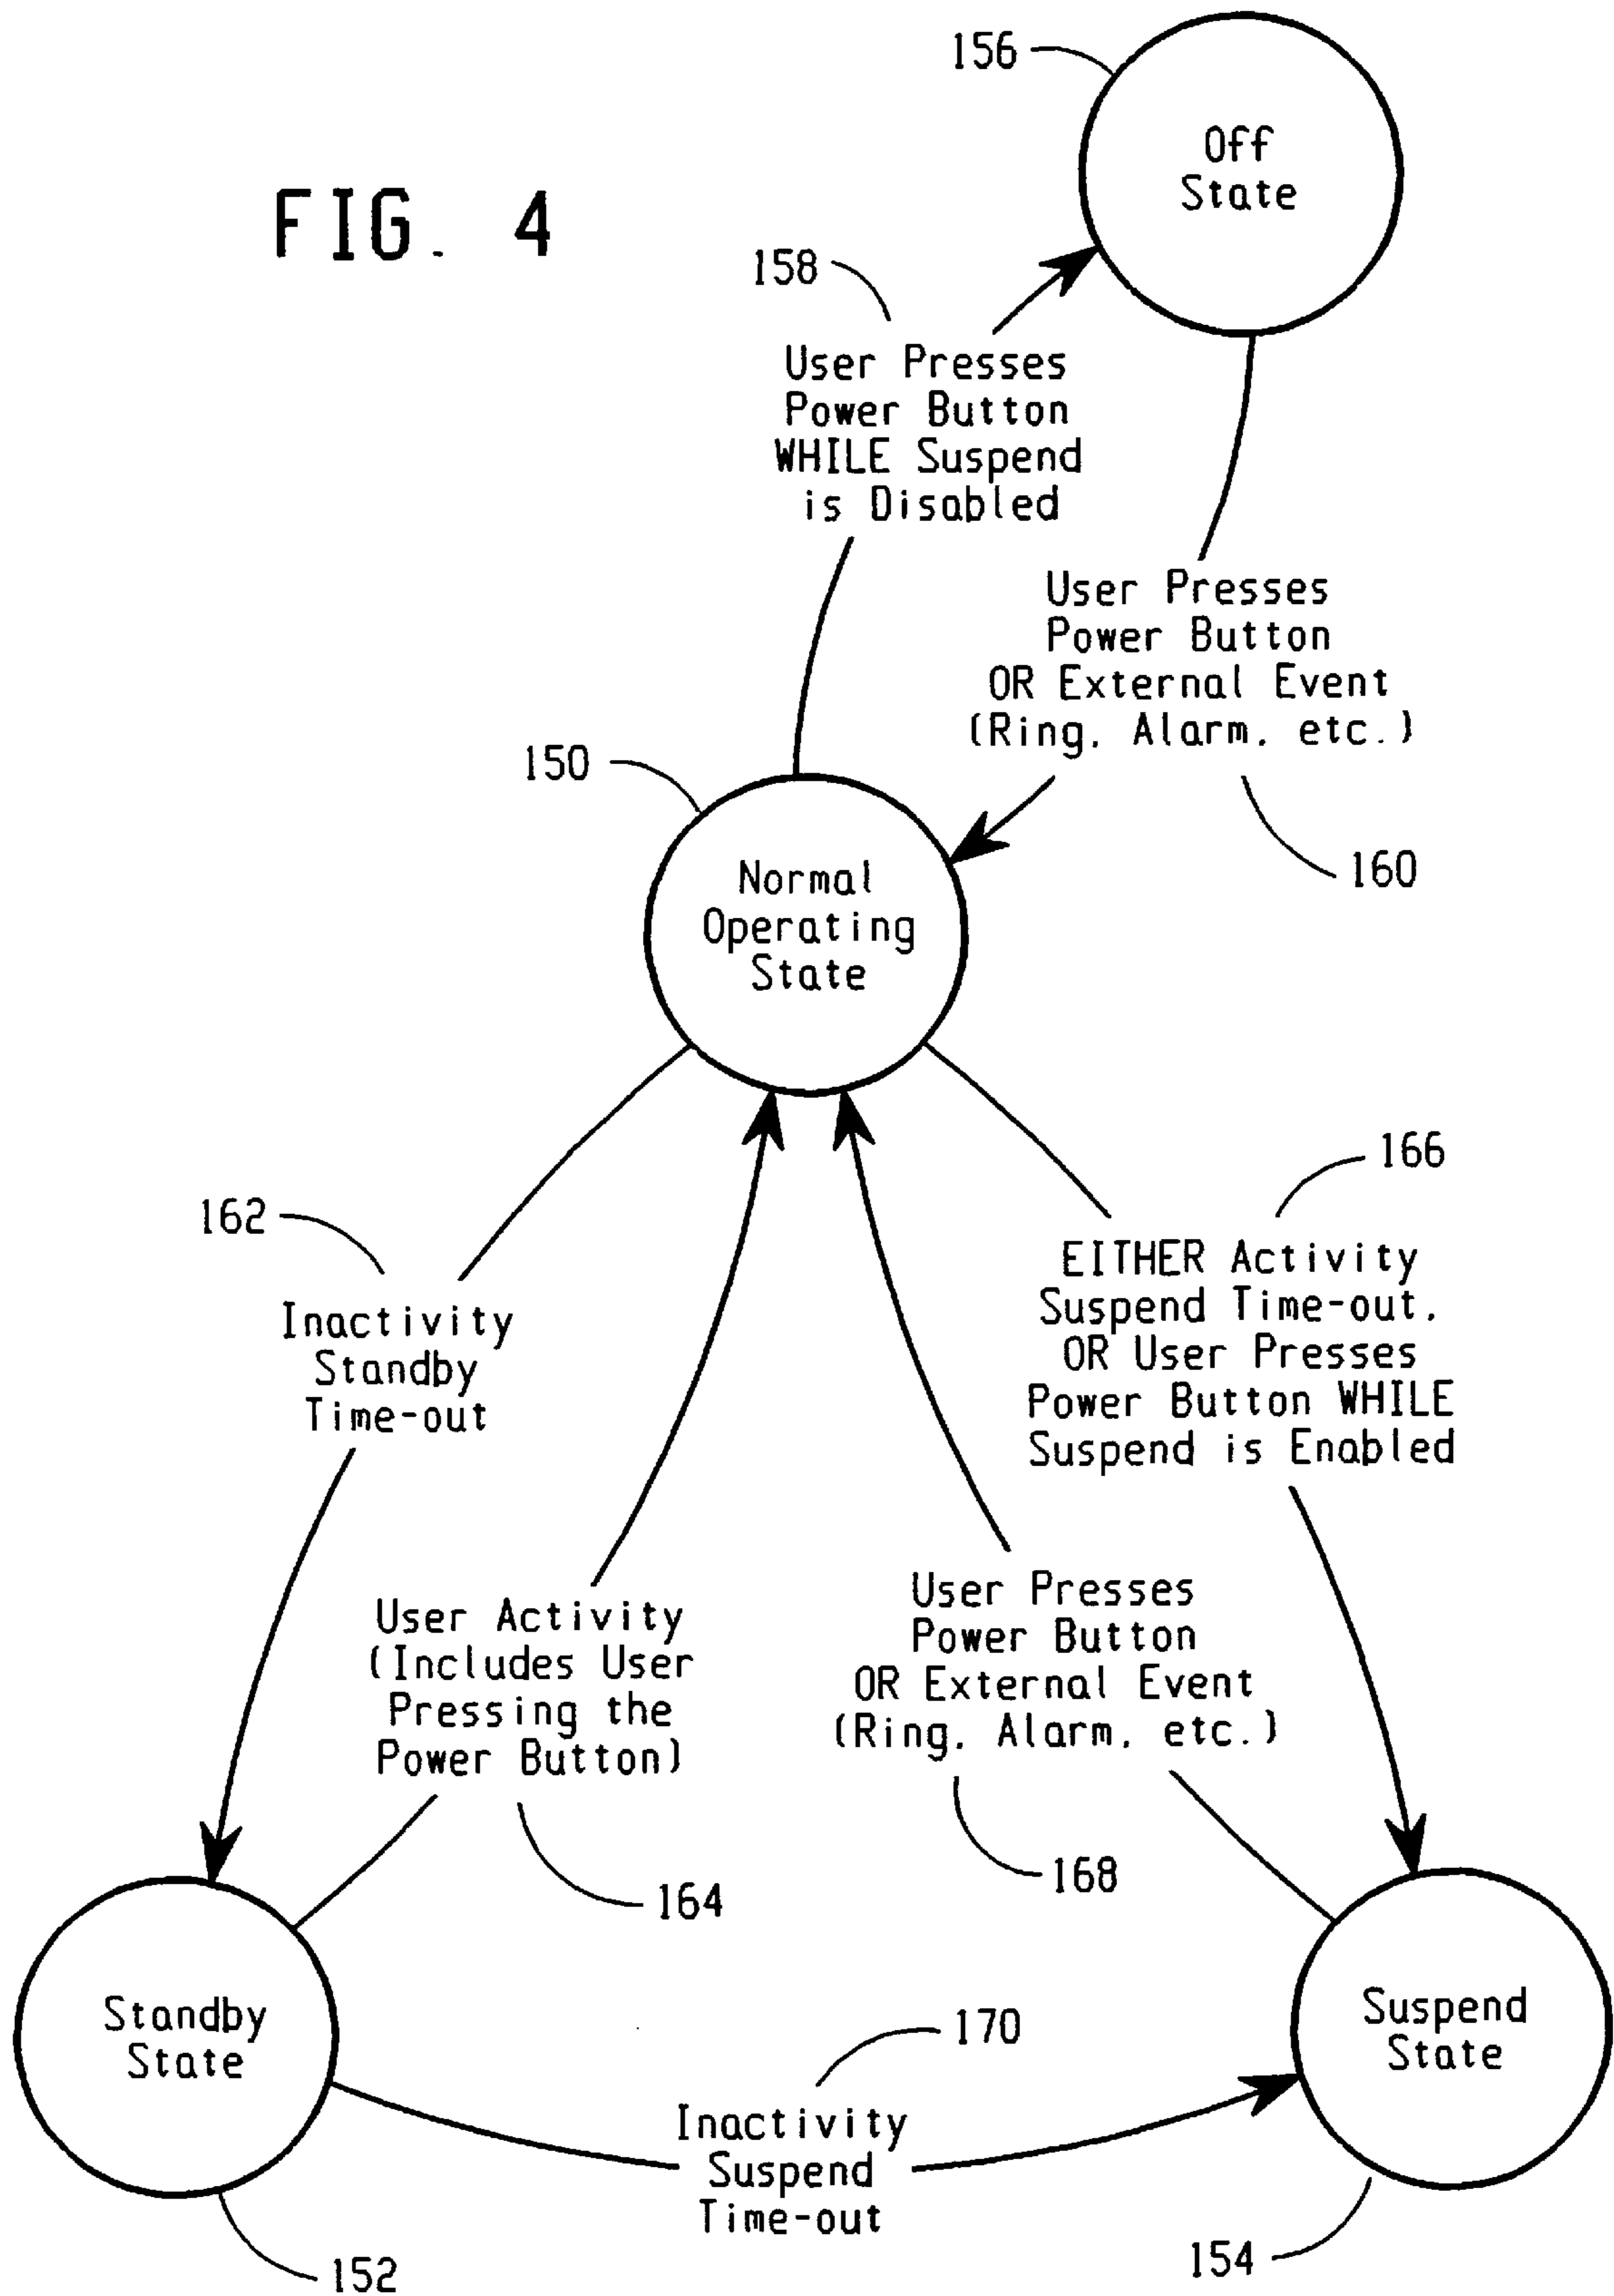 156
Off
State
FIG. 4
158
User Presses
Power Button
WHILE Suspend
is Disabled
User Presses
Power Button
OR External Event
(Ring, Alarm, etc.)
150
160
Normal
Operating
State
166
162
EITHER Activity
Suspend Time-out,
OR User Presses
Power Button WHILE
Suspend is Enabled
Inactivity
Standby
Time-out
User Presses
Power Button
OR External Event
(Ring, Alarm, etc.)
User Activity
(Includes User
Pressing the
Power Button)
168
164
Standby
State
Suspend
State
170
Inactivity
Suspend
Time-out
152
154